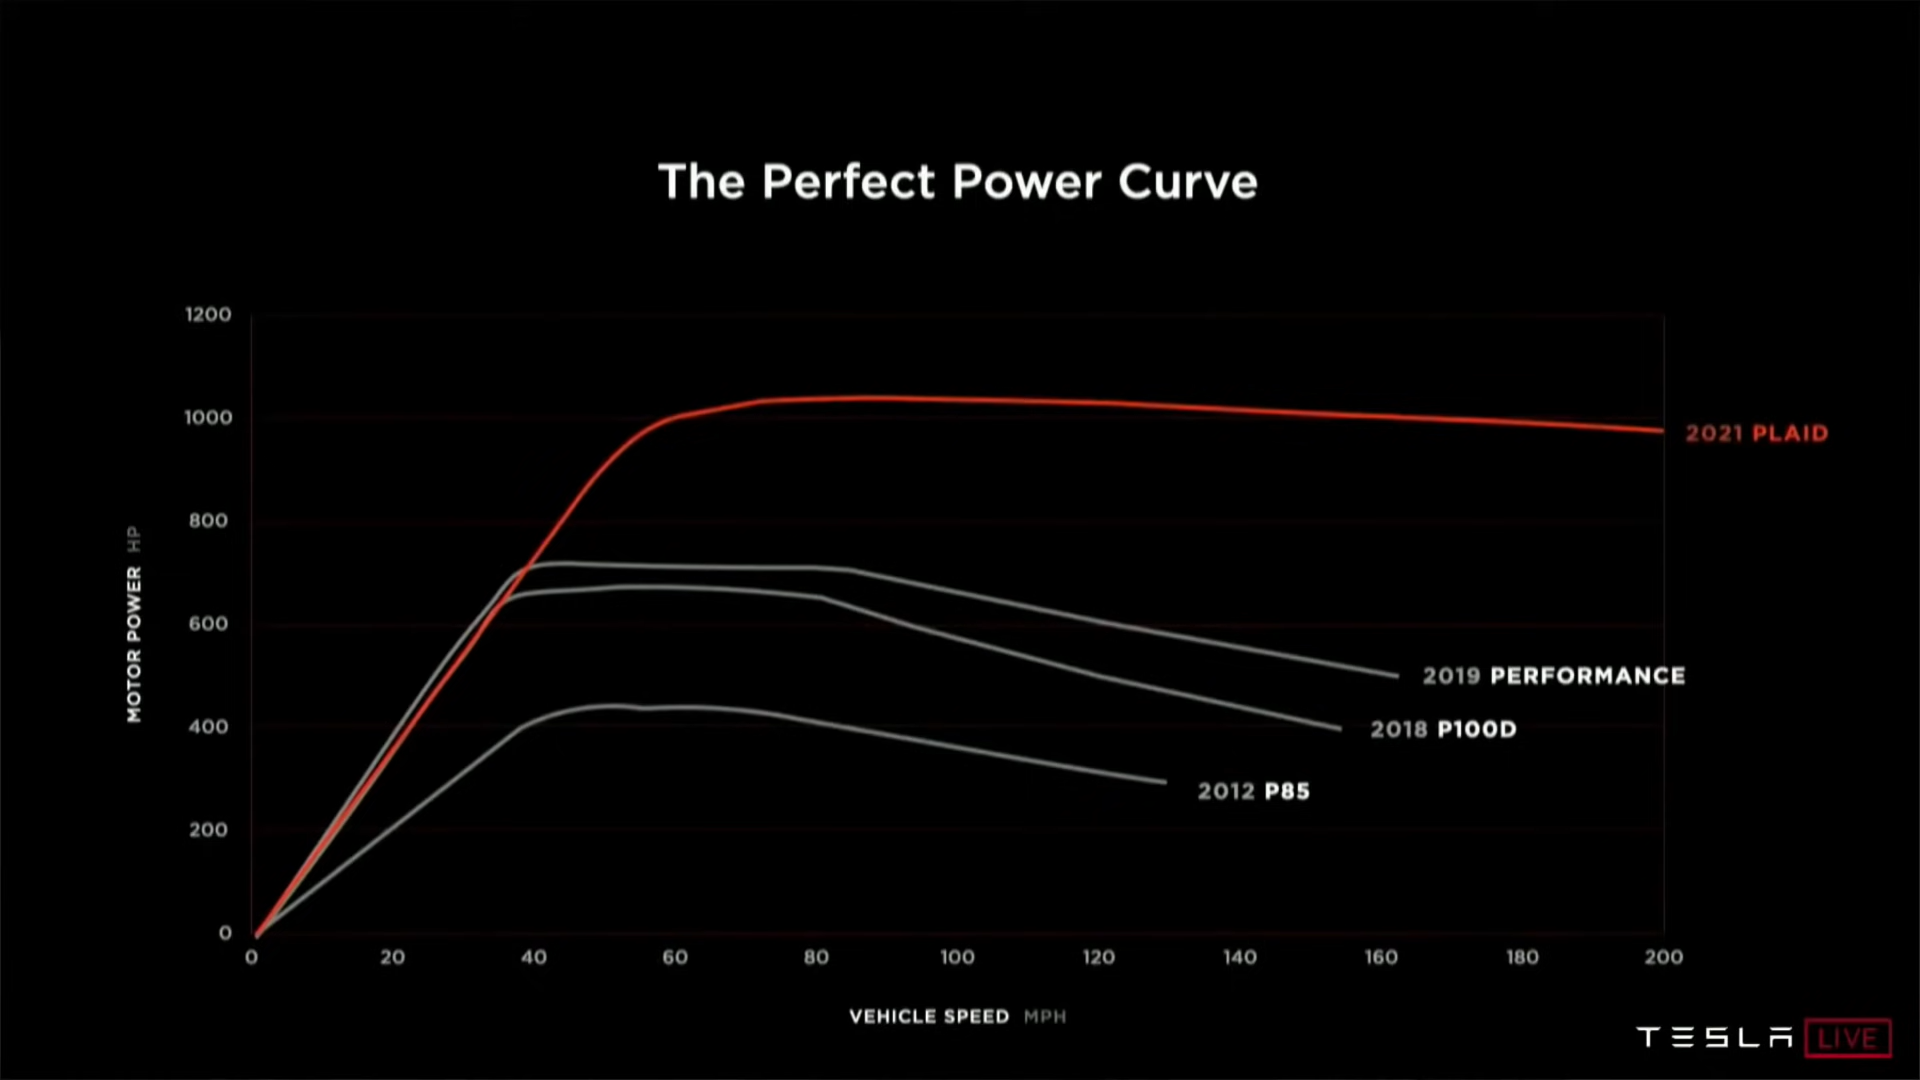 The Perfect Power Curve
1200
1000
800
600
400
200
0
MOTOR POWER HP
0 20 40 60 80 100 120 140 160 180 200
VEHICLE SPEED MPH
2021 PLAID
2019 PERFORMANCE
2018 P100D
2012 P85
TESLA LIVE